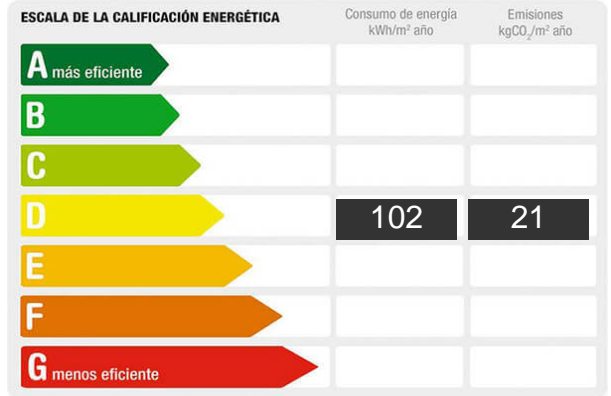 ESCALA DE LA CALIFICACIÓN ENERGÉTICA
Consumo de energía
kWh/m² año
Emisiones
kgCO₂/m² año
A más eficiente
B
C
D 102 21
E
F
G menos eficiente